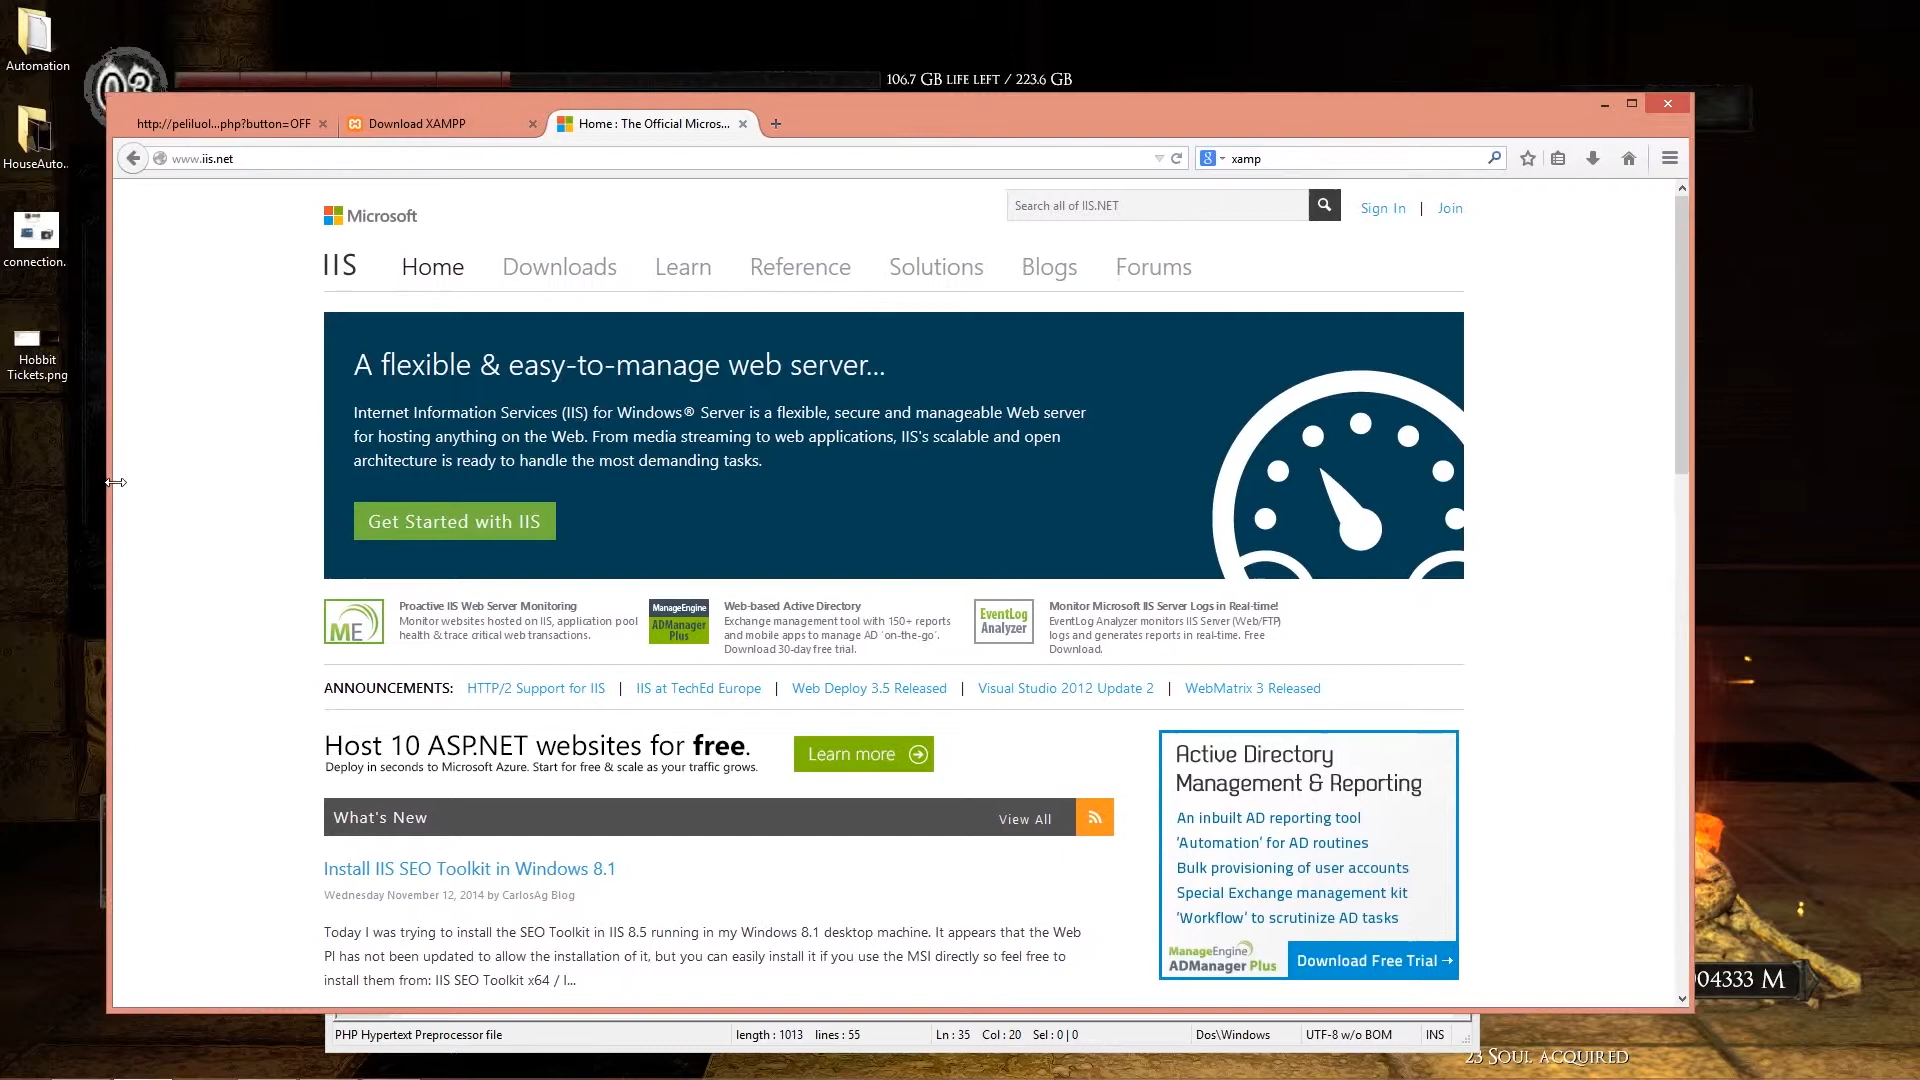 Automation
HouseAuto..
connection.
Hobbit
Tickets.png
03
106.7 GB LIFE LEFT / 223.6 GB
http://peliluol...php?button=OFF
Download XAMPP
Home : The Official Micros...
www.iis.net
xamp
Microsoft
Search all of IIS.NET
Sign In | Join
IIS Home Downloads Learn Reference Solutions Blogs Forums
A flexible & easy-to-manage web server...
Internet Information Services (IIS) for Windows® Server is a flexible, secure and manageable Web server
for hosting anything on the Web. From media streaming to web applications, IIS's scalable and open
architecture is ready to handle the most demanding tasks.
Get Started with IIS
ME
Proactive IIS Web Server Monitoring
Monitor websites hosted on IIS, application pool
health & trace critical web transactions.
ManageEngine
ADManager
Plus
Web-based Active Directory
Exchange management tool with 150+ reports
and mobile apps to manage AD 'on-the-go'.
Download 30-day free trial.
EventLog
Analyzer
Monitor Microsoft IIS Server Logs in Real-time!
EventLog Analyzer monitors IIS Server (Web/FTP)
logs and generates reports in real-time. Free
Download.
ANNOUNCEMENTS: HTTP/2 Support for IIS | IIS at TechEd Europe | Web Deploy 3.5 Released | Visual Studio 2012 Update 2 | WebMatrix 3 Released
Host 10 ASP.NET websites for free.
Deploy in seconds to Microsoft Azure. Start for free & scale as your traffic grows.
Learn more
What's New
View All
Install IIS SEO Toolkit in Windows 8.1
Wednesday November 12, 2014 by CarlosAg Blog
Today I was trying to install the SEO Toolkit in IIS 8.5 running in my Windows 8.1 desktop machine. It appears that the Web
PI has not been updated to allow the installation of it, but you can easily install it if you use the MSI directly so feel free to
install them from: IIS SEO Toolkit x64 / I...
Active Directory
Management & Reporting
An inbuilt AD reporting tool
'Automation' for AD routines
Bulk provisioning of user accounts
Special Exchange management kit
'Workflow' to scrutinize AD tasks
ManageEngine
ADManager Plus
Download Free Trial →
04333 M
PHP Hypertext Preprocessor file length : 1013 lines : 55 Ln : 35 Col : 20 Sel : 0 | 0 Dos\Windows UTF-8 w/o BOM INS
23 SOUL ACQUIRED